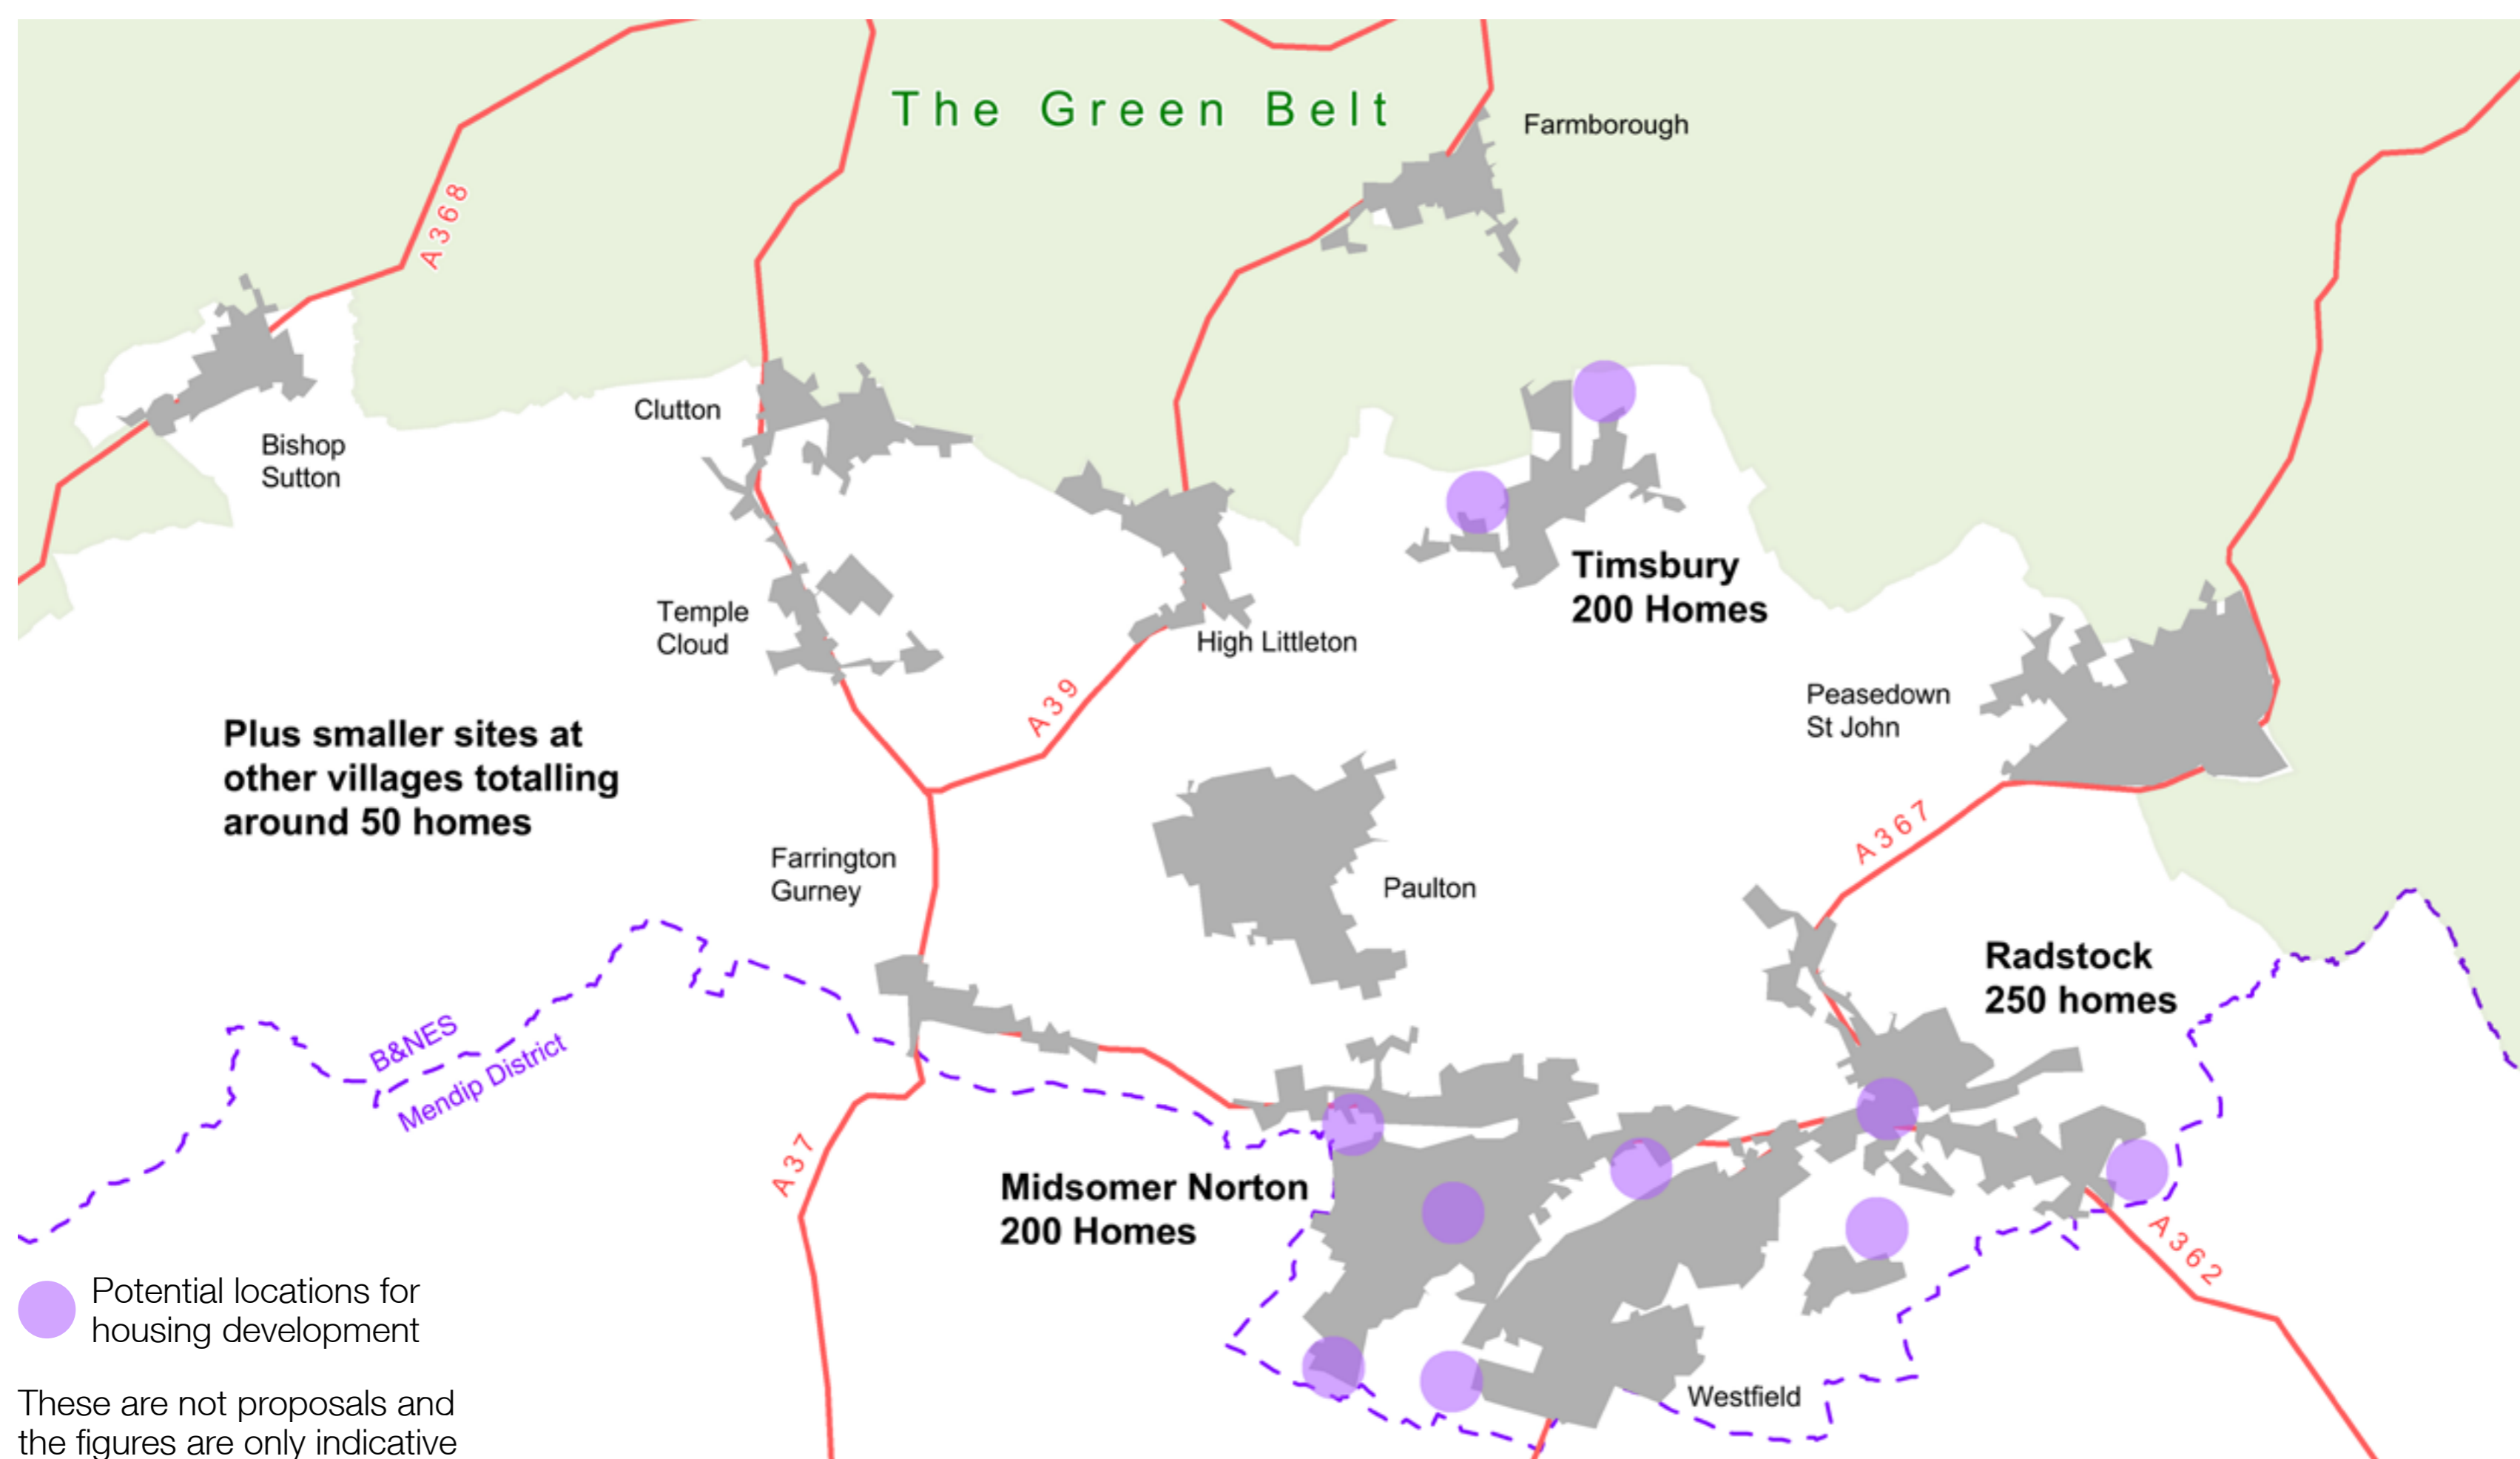 The Green Belt
Farmborough
A368
Clutton
Bishop
Sutton
Timsbury
200 Homes
Temple
Cloud
High Littleton
A39
Peasedown
St John
Plus smaller sites at
other villages totalling
around 50 homes
A367
Farrington
Gurney
Paulton
Radstock
250 homes
B&NES
Mendip District
A37
Midsomer Norton
200 Homes
A362
Potential locations for
housing development
Westfield
These are not proposals and
the figures are only indicative